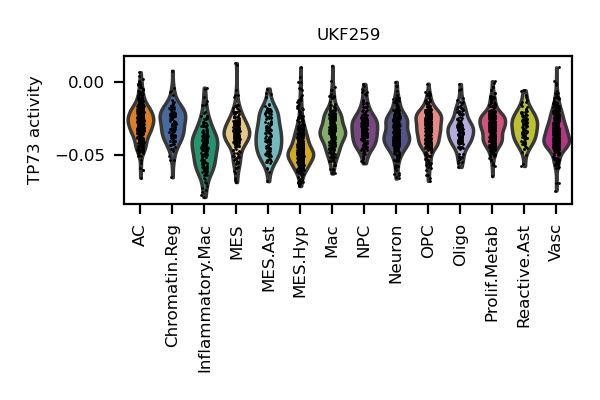 UKF259
TP73 activity
0.00
−0.05
AC
Chromatin.Reg
Inflammatory.Mac
MES
MES.Ast
MES.Hyp
Mac
NPC
Neuron
OPC
Oligo
Prolif.Metab
Reactive.Ast
Vasc